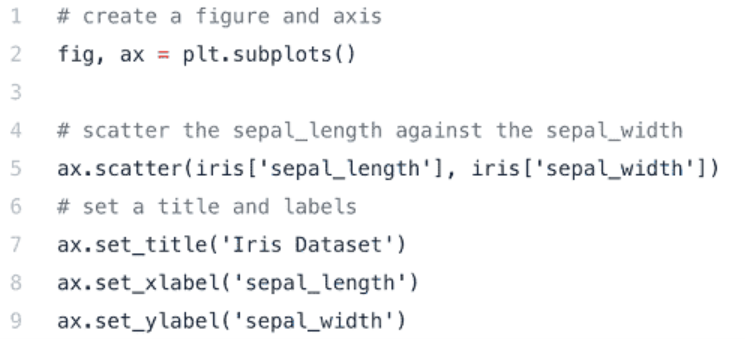 1 # create a figure and axis
2 fig, ax = plt.subplots()
3
4 # scatter the sepal_length against the sepal_width
5 ax.scatter(iris['sepal_length'], iris['sepal_width'])
6 # set a title and labels
7 ax.set_title('Iris Dataset')
8 ax.set_xlabel('sepal_length')
9 ax.set_ylabel('sepal_width')